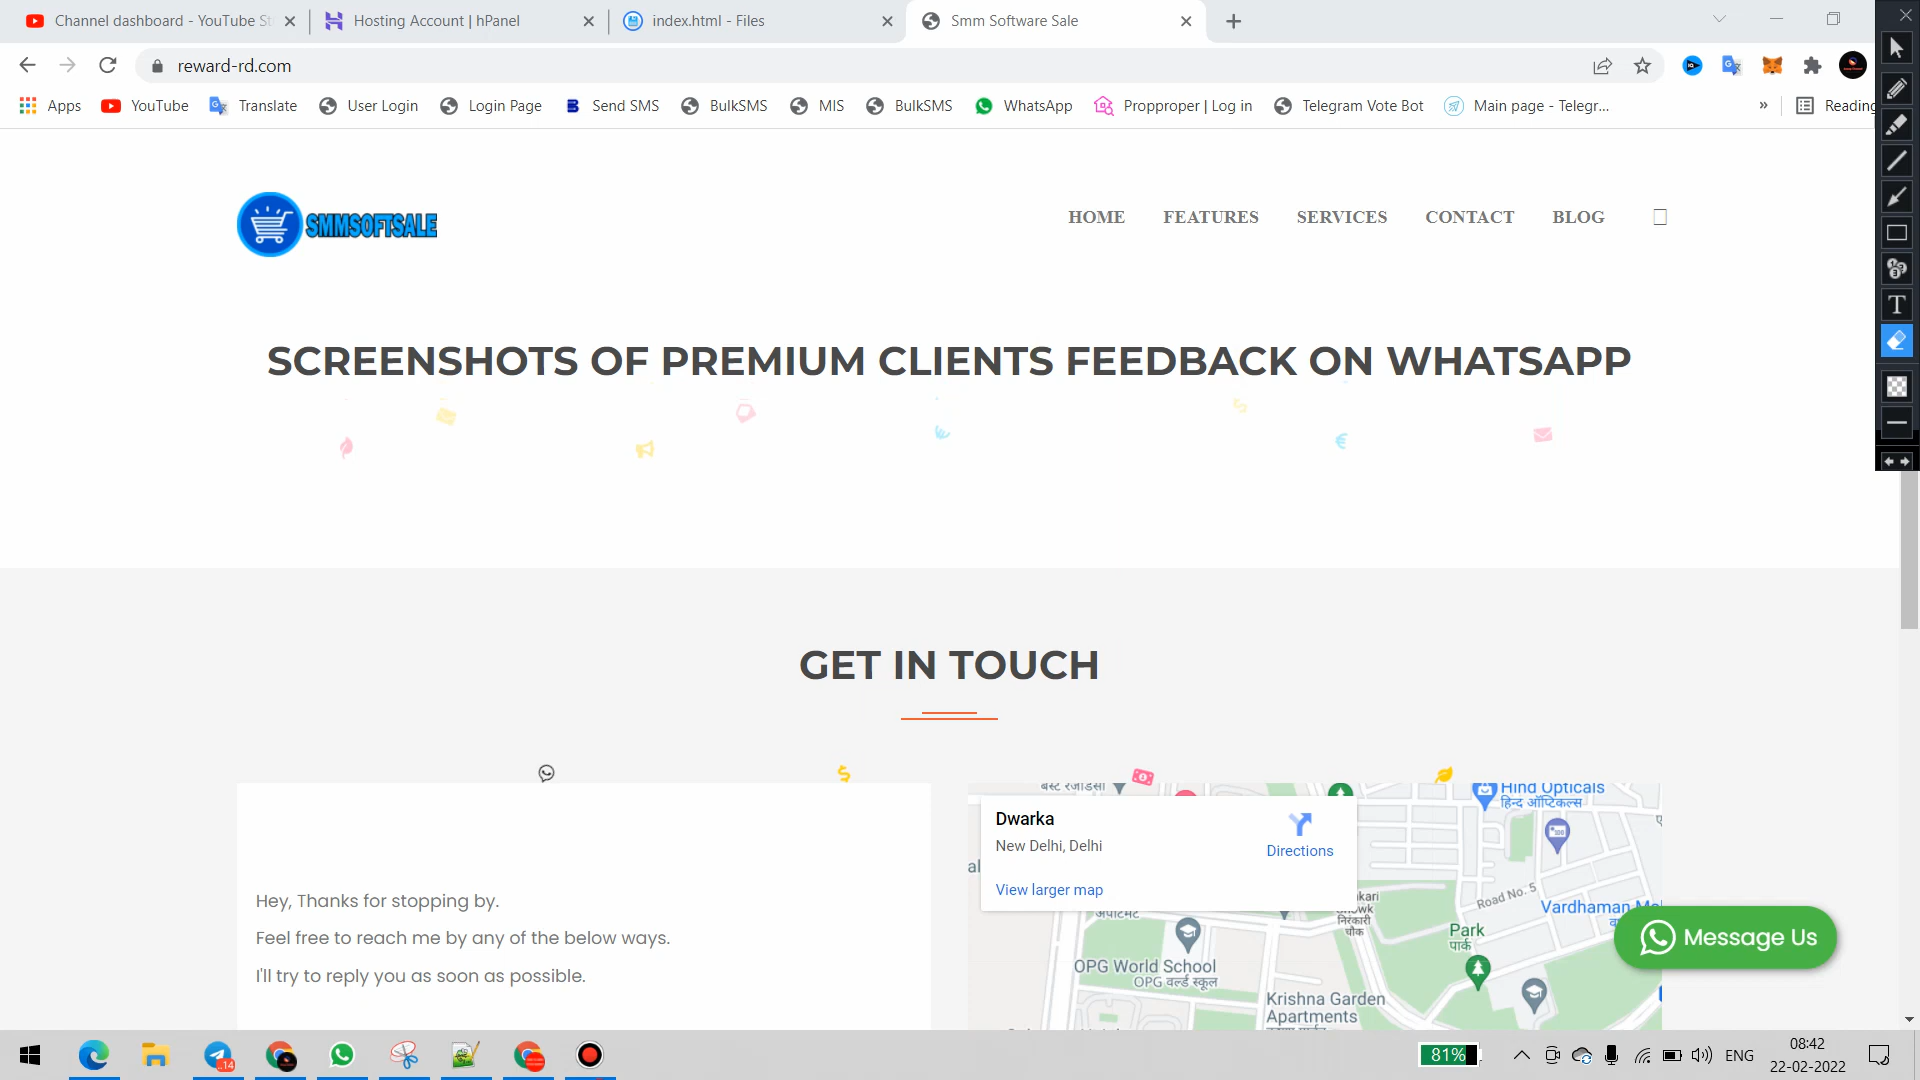 Channel dashboard - YouTube St
Hosting Account | hPanel
index.html - Files
Smm Software Sale
reward-rd.com
Apps
YouTube
Translate
User Login
Login Page
Send SMS
BulkSMS
MIS
BulkSMS
WhatsApp
Propproper | Log in
Telegram Vote Bot
Main page - Telegr...
»
Reading
SMMSOFTSALE
HOME
FEATURES
SERVICES
CONTACT
BLOG
SCREENSHOTS OF PREMIUM CLIENTS FEEDBACK ON WHATSAPP
GET IN TOUCH
Hey, Thanks for stopping by.
Feel free to reach me by any of the below ways.
I'll try to reply you as soon as possible.
Dwarka
New Delhi, Delhi
Directions
View larger map
Hind Opticals
हिन्द ऑप्टिकल्स
Road No. 5
Vardhaman
अपार्टमेंट
निरंकारी
चौक
Park
पार्क
OPG World School
OPG वर्ल्ड स्कूल
Krishna Garden
Apartments
Message Us
14
81%
ENG
08:42
22-02-2022